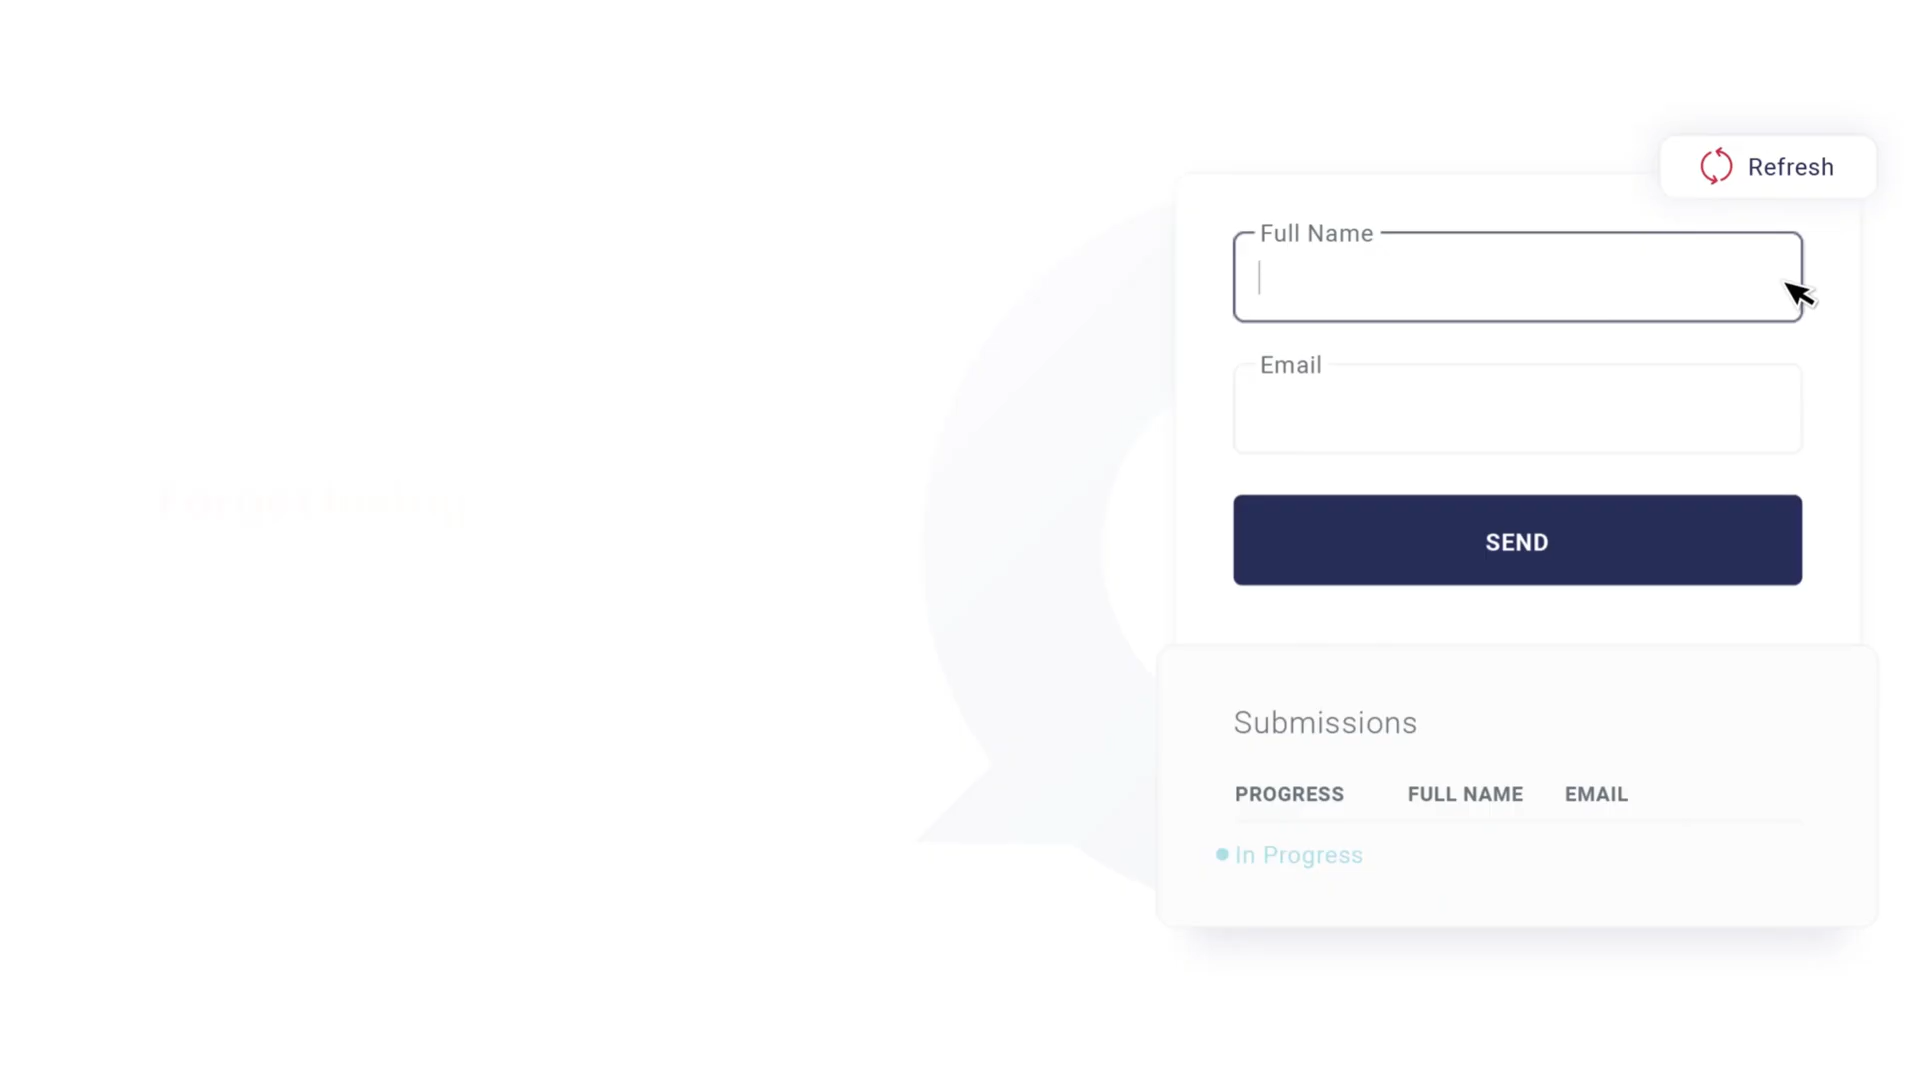 Refresh
Full Name
Email
SEND
Submissions
PROGRESS FULL NAME EMAIL
In Progress